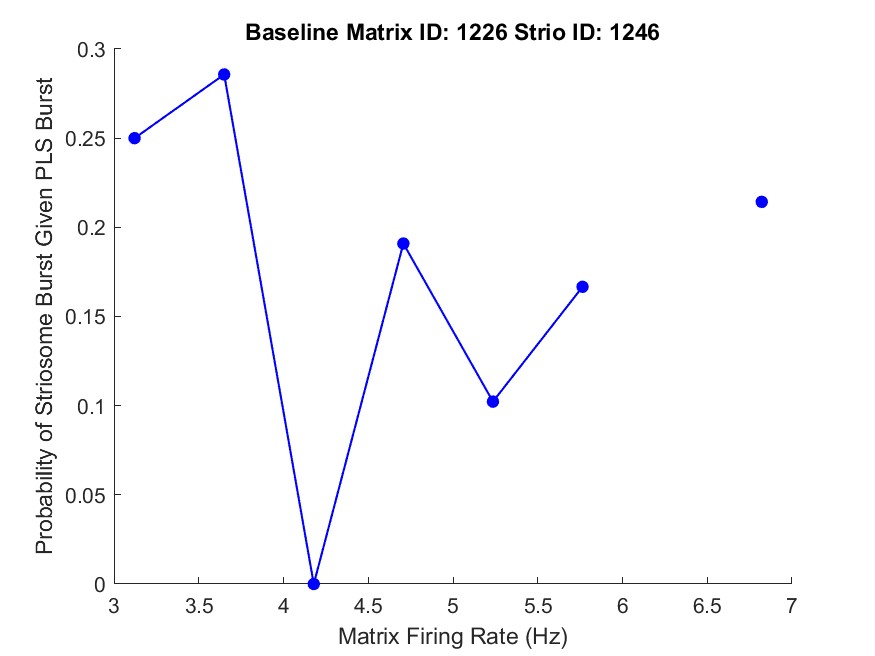 Baseline Matrix ID: 1226 Strio ID: 1246
Probability of Striosome Burst Given PLS Burst
0.3
0.25
0.2
0.15
0.1
0.05
0
3 3.5 4 4.5 5 5.5 6 6.5 7
Matrix Firing Rate (Hz)